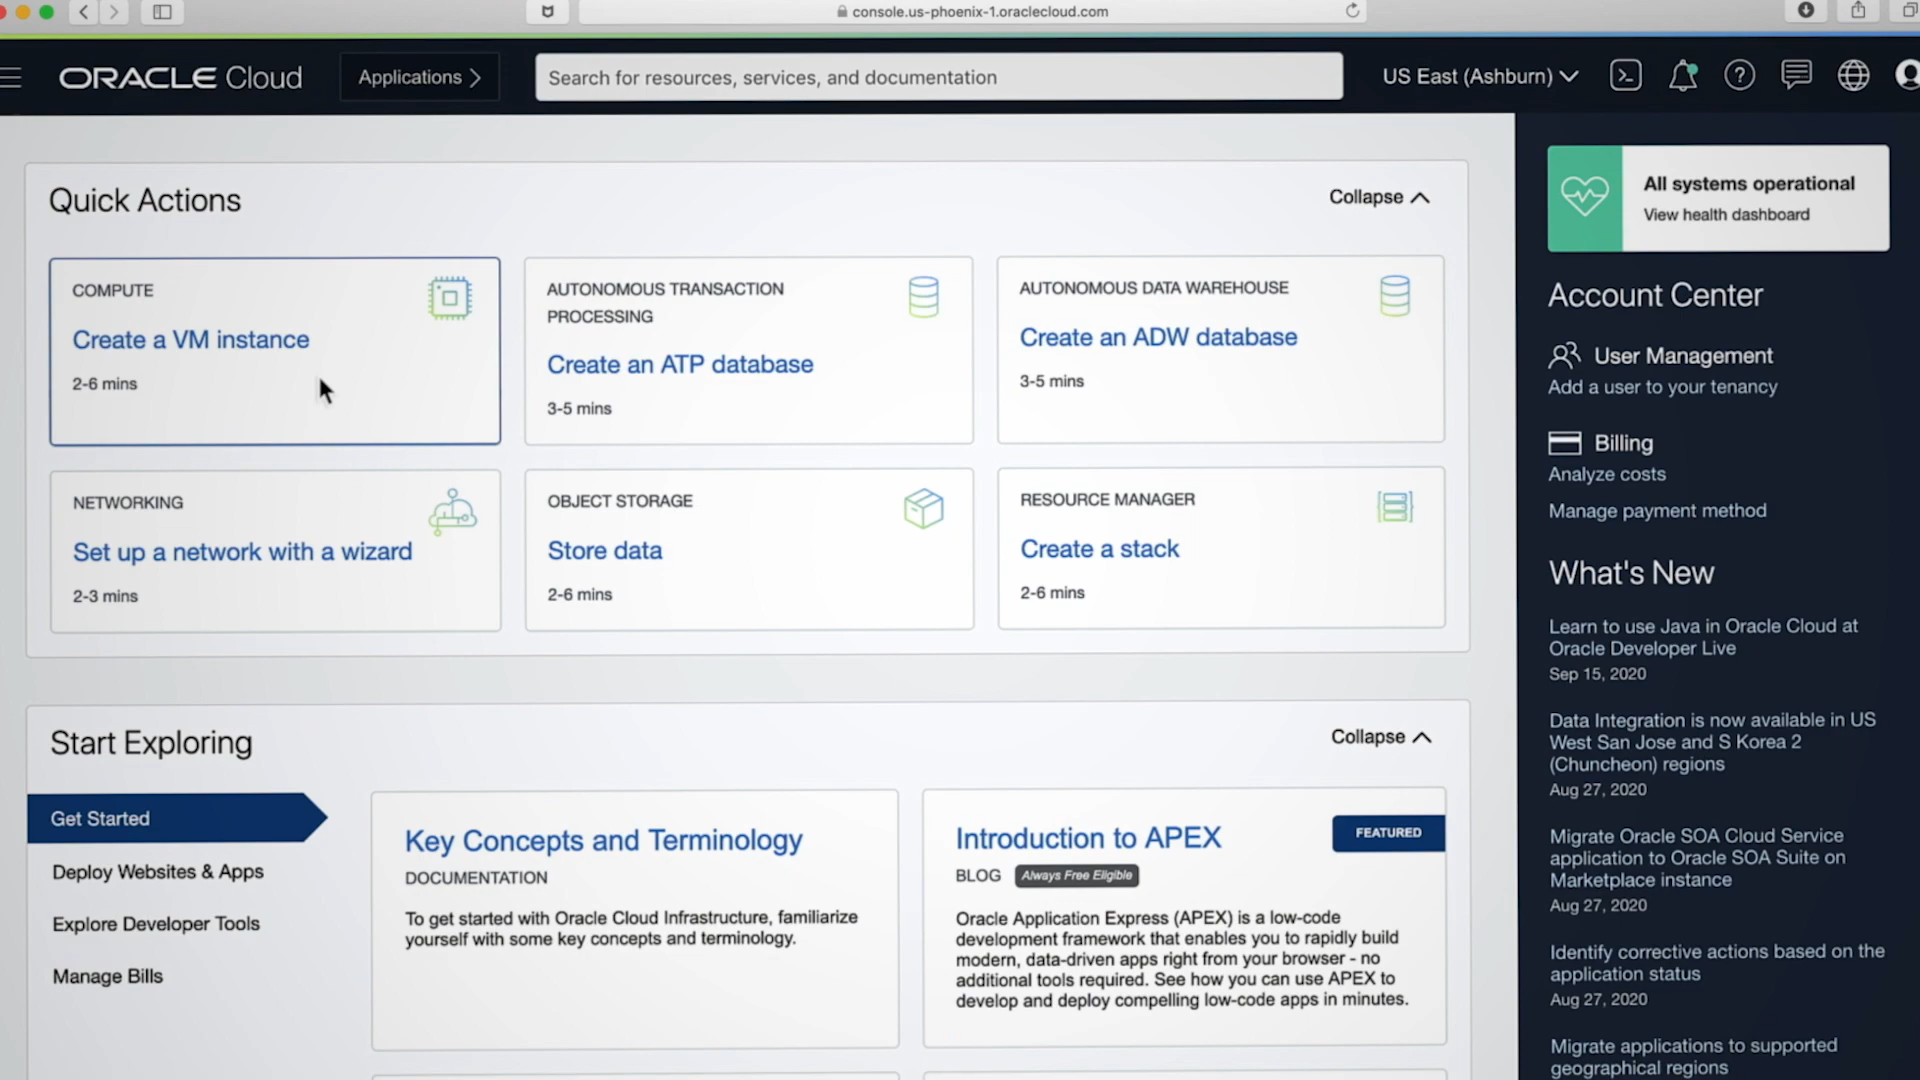 console.us-phoenix-1.oraclecloud.com
ORACLE Cloud
Applications
Search for resources, services, and documentation
US East (Ashburn)
Quick Actions
Collapse
COMPUTE
Create a VM instance
2-6 mins
AUTONOMOUS TRANSACTION
PROCESSING
Create an ATP database
3-5 mins
AUTONOMOUS DATA WAREHOUSE
Create an ADW database
3-5 mins
NETWORKING
Set up a network with a wizard
2-3 mins
OBJECT STORAGE
Store data
2-6 mins
RESOURCE MANAGER
Create a stack
2-6 mins
Start Exploring
Collapse
Get Started
Deploy Websites & Apps
Explore Developer Tools
Manage Bills
Key Concepts and Terminology
DOCUMENTATION
To get started with Oracle Cloud Infrastructure, familiarize
yourself with some key concepts and terminology.
Introduction to APEX
FEATURED
BLOG Always Free Eligible
Oracle Application Express (APEX) is a low-code
development framework that enables you to rapidly build
modern, data-driven apps right from your browser - no
additional tools required. See how you can use APEX to
develop and deploy compelling low-code apps in minutes.
All systems operational
View health dashboard
Account Center
User Management
Add a user to your tenancy
Billing
Analyze costs
Manage payment method
What's New
Learn to use Java in Oracle Cloud at
Oracle Developer Live
Sep 15, 2020
Data Integration is now available in US
West San Jose and S Korea 2
(Chuncheon) regions
Aug 27, 2020
Migrate Oracle SOA Cloud Service
application to Oracle SOA Suite on
Marketplace instance
Aug 27, 2020
Identify corrective actions based on the
application status
Aug 27, 2020
Migrate applications to supported
geographical regions